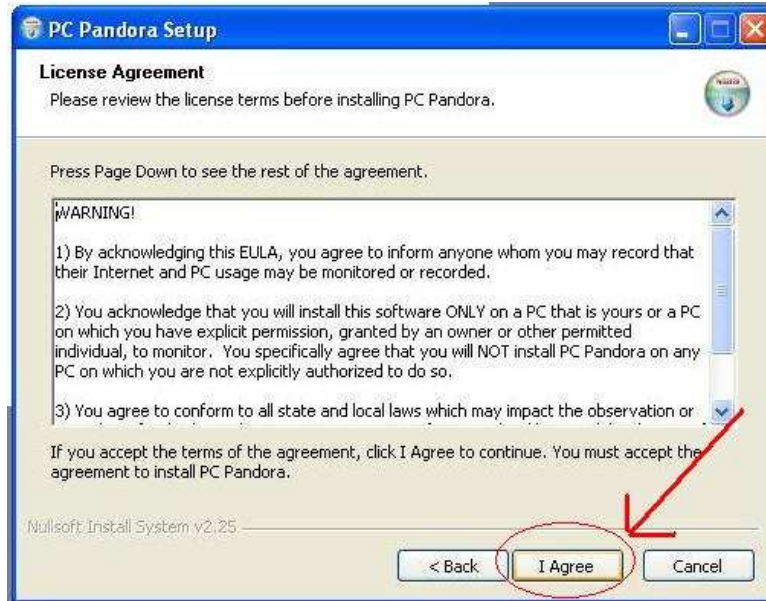 PC Pandora Setup
License Agreement
Please review the license terms before installing PC Pandora.
Press Page Down to see the rest of the agreement.
WARNING!
1) By acknowledging this EULA, you agree to inform anyone whom you may record that
their Internet and PC usage may be monitored or recorded.
2) You acknowledge that you will install this software ONLY on a PC that is yours or a PC
on which you have explicit permission, granted by an owner or other permitted
individual, to monitor. You specifically agree that you will NOT install PC Pandora on any
PC on which you are not explicitly authorized to do so.
3) You agree to conform to all state and local laws which may impact the observation or
If you accept the terms of the agreement, click I Agree to continue. You must accept the
agreement to install PC Pandora.
Nullsoft Install System v2.25
< Back
I Agree
Cancel